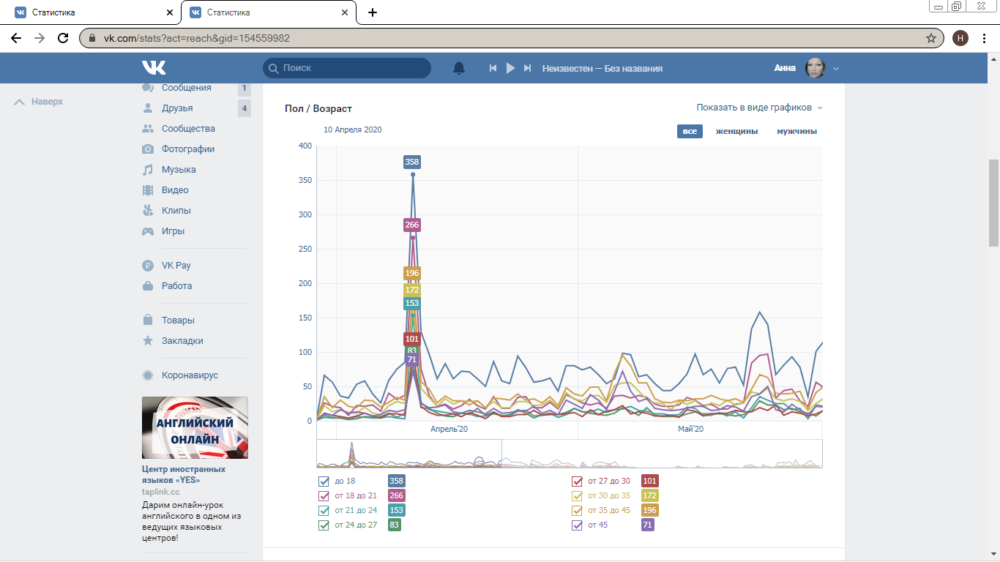 Статистика
Статистика
vk.com/stats?act=reach&gid=154559982
Н
Поиск
Неизвестен — Без названия
Анна
Наверх
Сообщения 1
Друзья 4
Сообщества
Фотографии
Музыка
Видео
Клипы
Игры
VK Pay
Работа
Товары
Закладки
Коронавирус
АНГЛИЙСКИЙ
ОНЛАЙН
Центр иностранных
языков «YES»
taplink.cc
Дарим онлайн-урок
английского в одном из
ведущих языковых
центров!
Пол / Возраст
Показать в виде графиков
10 Апреля 2020
все женщины мужчины
400
350
300
250
200
150
100
50
0
358
266
196
172
153
101
83
71
Апрель'20
Май'20
до 18 358
от 18 до 21 266
от 21 до 24 153
от 24 до 27 83
от 27 до 30 101
от 30 до 35 172
от 35 до 45 196
от 45 71